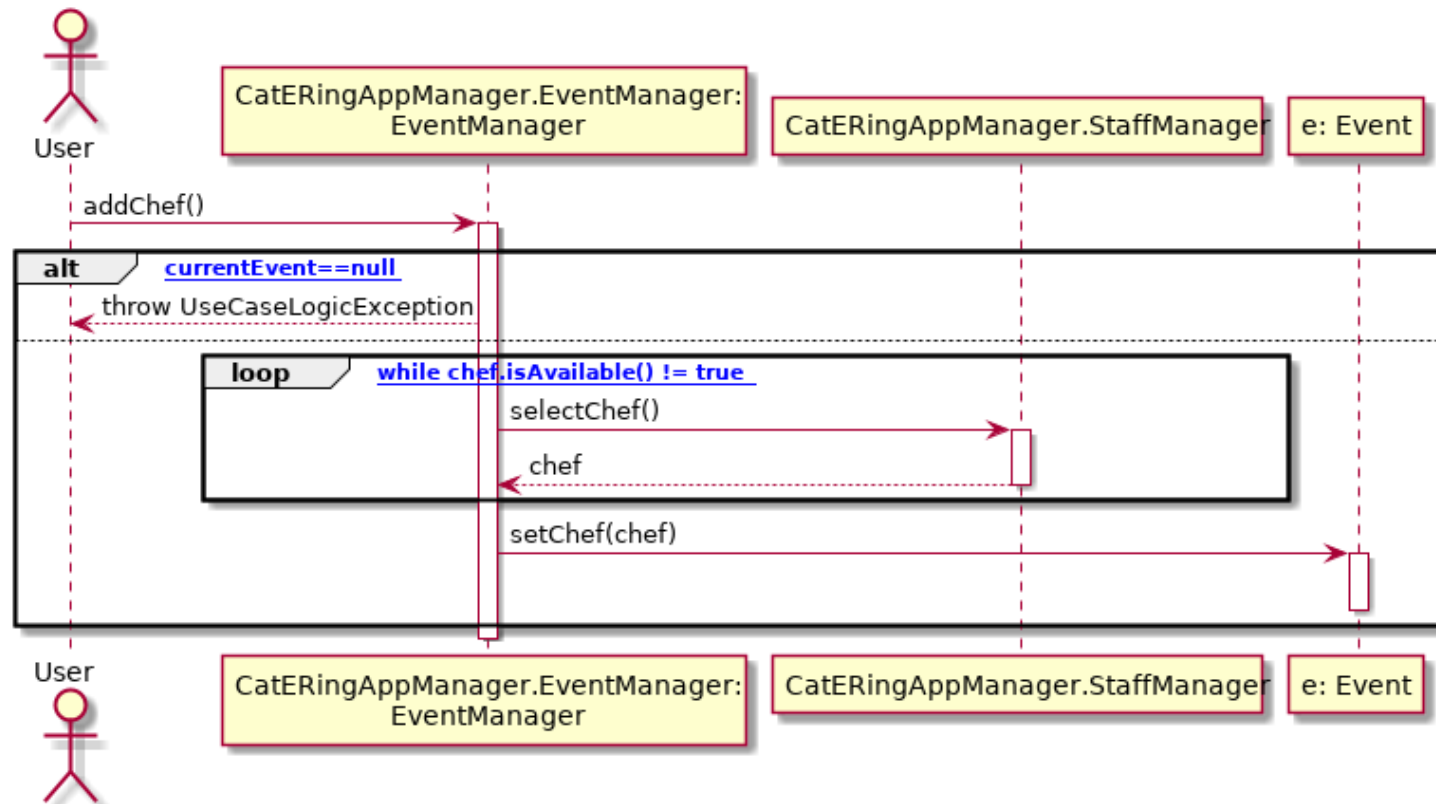 User
CatERingAppManager.EventManager:
EventManager
CatERingAppManager.StaffManager
e: Event
addChef()
alt
currentEvent==null
throw UseCaseLogicException
loop
while chef.isAvailable() != true
selectChef()
chef
setChef(chef)
User
CatERingAppManager.EventManager:
EventManager
CatERingAppManager.StaffManager
e: Event